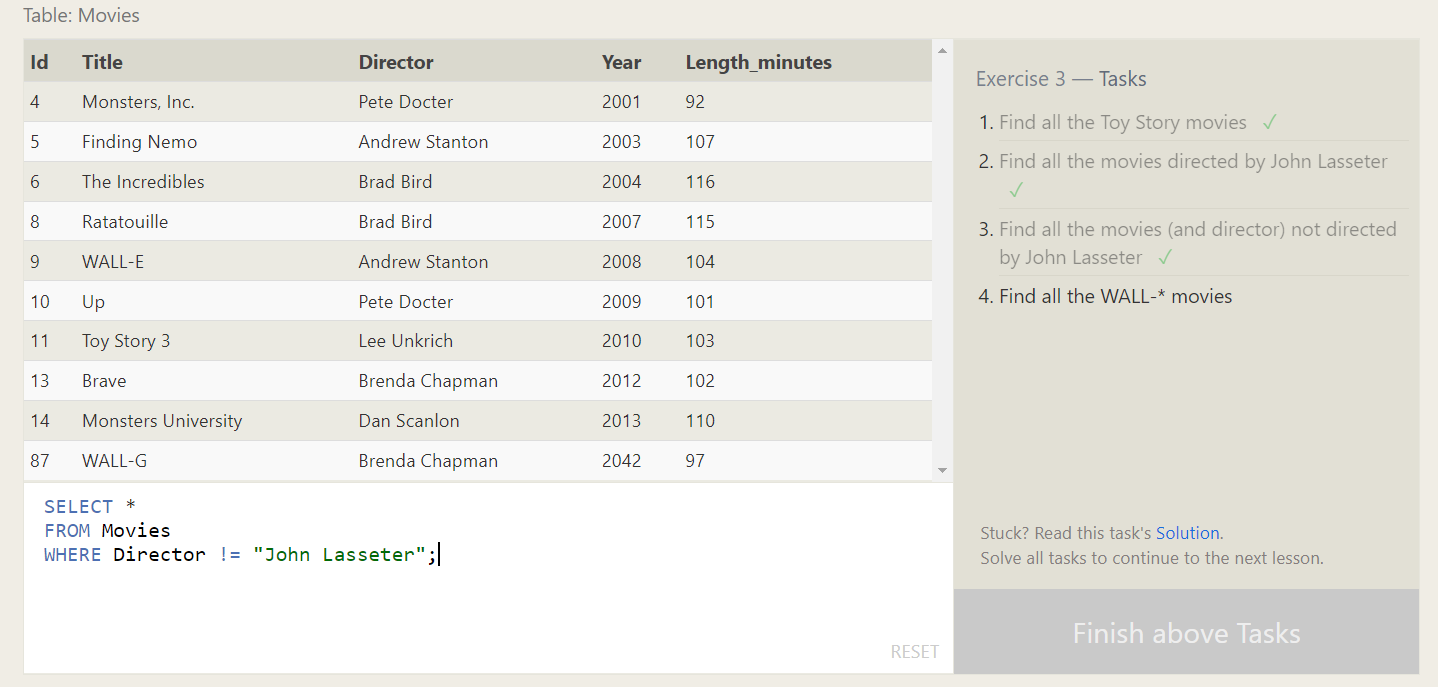 Table: Movies
Id Title Director Year Length_minutes
4 Monsters, Inc. Pete Docter 2001 92
5 Finding Nemo Andrew Stanton 2003 107
6 The Incredibles Brad Bird 2004 116
8 Ratatouille Brad Bird 2007 115
9 WALL-E Andrew Stanton 2008 104
10 Up Pete Docter 2009 101
11 Toy Story 3 Lee Unkrich 2010 103
13 Brave Brenda Chapman 2012 102
14 Monsters University Dan Scanlon 2013 110
87 WALL-G Brenda Chapman 2042 97
SELECT *
FROM Movies
WHERE Director != "John Lasseter";
RESET
Exercise 3 — Tasks
1. Find all the Toy Story movies ✓
2. Find all the movies directed by John Lasseter
✓
3. Find all the movies (and director) not directed
by John Lasseter ✓
4. Find all the WALL-* movies
Stuck? Read this task's Solution.
Solve all tasks to continue to the next lesson.
Finish above Tasks